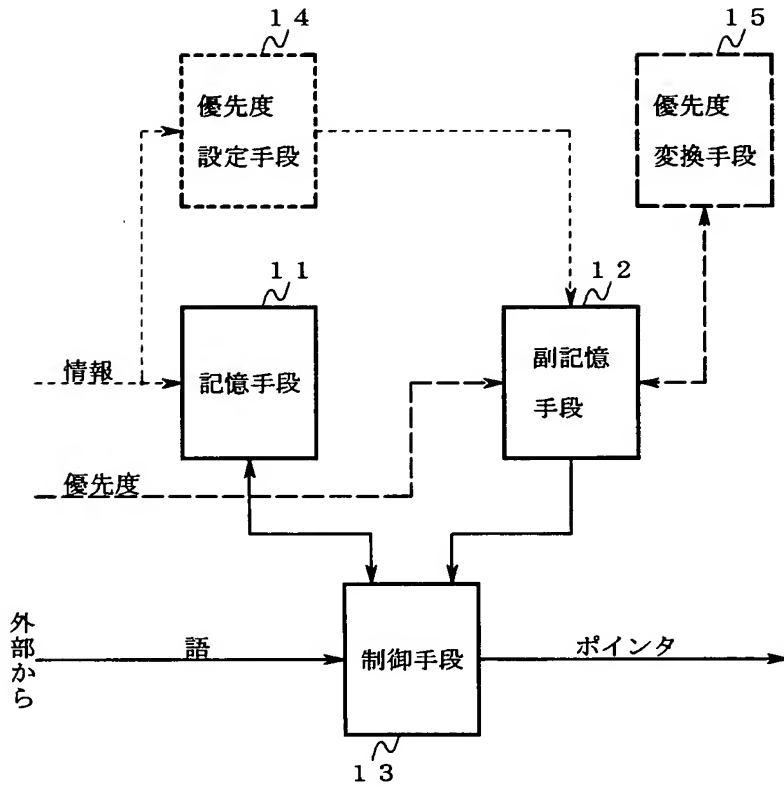 14
優先度
設定手段
15
優先度
変換手段
11
記憶手段
12
副記憶
手段
情報
優先度
外部から
語
制御手段
ポインタ
13